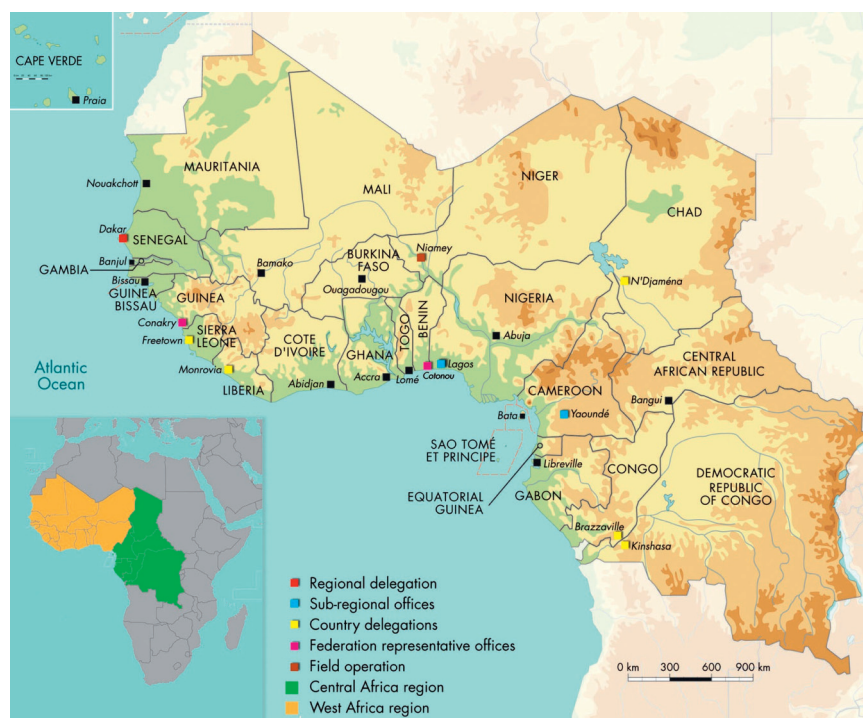 CAPE VERDE
Praia
MAURITANIA
Nouakchott
MALI
NIGER
CHAD
Dakar
SENEGAL
Banjul
GAMBIA
Bissau
GUINEA
BISSAU
GUINEA
Bamako
BURKINA
FASO
Ouagadougou
Niamey
NIGERIA
IN'Djaména
Conakry
SIERRA
LEONE
Freetown
COTE
D'IVOIRE
GHANA
TOGO
BENIN
Abuja
Monrovia
LIBERIA
Abidjan
Accra
Lomé
Cotonou
Lagos
CENTRAL
AFRICAN REPUBLIC
CAMEROON
Bangui
Yaoundé
Bata
Atlantic
Ocean
SAO TOMÉ
ET PRINCIPE
EQUATORIAL
GUINEA
Libreville
GABON
CONGO
DEMOCRATIC
REPUBLIC
OF CONGO
Brazzaville
Kinshasa
Regional delegation
Sub-regional offices
Country delegations
Federation representative offices
Field operation
Central Africa region
West Africa region
0 km 300 600 900 km